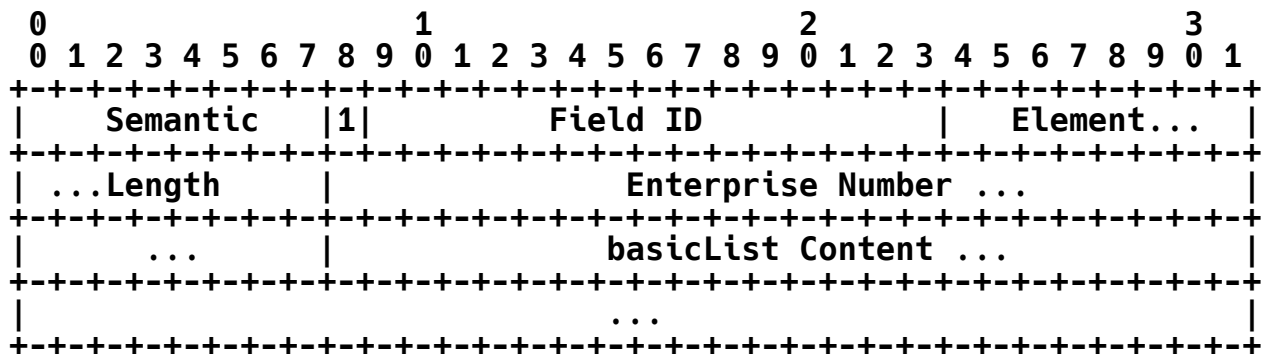 0                   1                   2                   3
 0 1 2 3 4 5 6 7 8 9 0 1 2 3 4 5 6 7 8 9 0 1 2 3 4 5 6 7 8 9 0 1
+-+-+-+-+-+-+-+-+-+-+-+-+-+-+-+-+-+-+-+-+-+-+-+-+-+-+-+-+-+-+-+-+
|    Semantic   |1|         Field ID            |   Element...  |
+-+-+-+-+-+-+-+-+-+-+-+-+-+-+-+-+-+-+-+-+-+-+-+-+-+-+-+-+-+-+-+-+
| ...Length     |               Enterprise Number ...           |
+-+-+-+-+-+-+-+-+-+-+-+-+-+-+-+-+-+-+-+-+-+-+-+-+-+-+-+-+-+-+-+-+
|      ...      |              basicList Content ...            |
+-+-+-+-+-+-+-+-+-+-+-+-+-+-+-+-+-+-+-+-+-+-+-+-+-+-+-+-+-+-+-+-+
|                              ...                              |
+-+-+-+-+-+-+-+-+-+-+-+-+-+-+-+-+-+-+-+-+-+-+-+-+-+-+-+-+-+-+-+-+